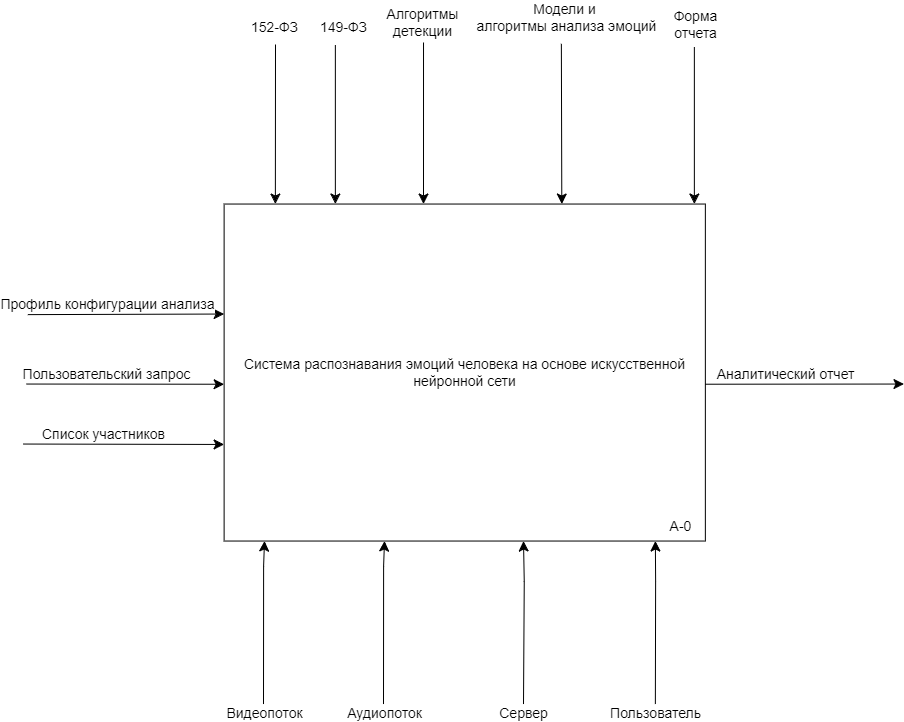 152-ФЗ
149-ФЗ
Алгоритмы
детекции
Модели и
алгоритмы анализа эмоций
Форма
отчета
Профиль конфигурации анализа
Пользовательский запрос
Список участников
Система распознавания эмоций человека на основе искусственной
нейронной сети
Аналитический отчет
А-0
Видеопоток
Аудиопоток
Сервер
Пользователь